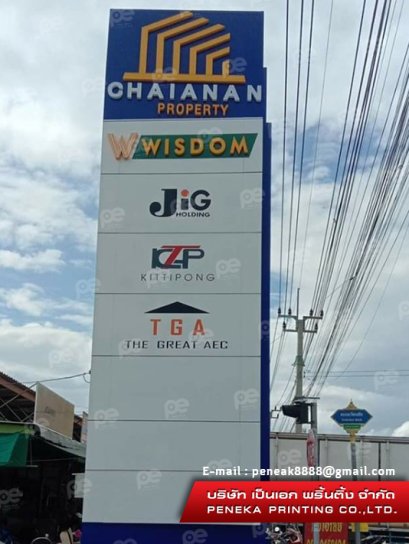 CHAIANAN
PROPERTY
W WISDOM
JiG
HOLDING
KZP
KITTIPONG
TGA
THE GREAT AEC
E-mail : peneak8888@gmail.com
บริษัท เป็นเอก พริ้นติ้ง จำกัด
PENEKA PRINTING CO.,LTD.